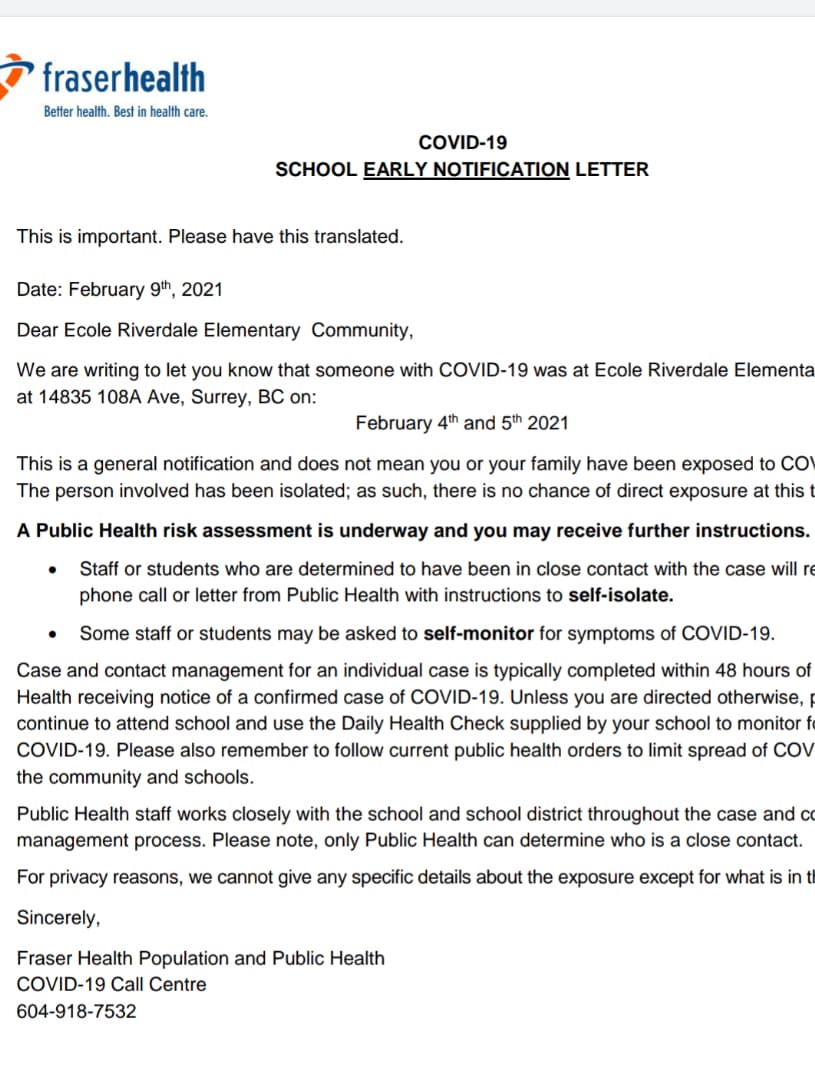 fraserhealth
Better health. Best in health care.
COVID-19
SCHOOL EARLY NOTIFICATION LETTER
This is important. Please have this translated.
Date: February 9th, 2021
Dear Ecole Riverdale Elementary Community,
We are writing to let you know that someone with COVID-19 was at Ecole Riverdale Elementa
at 14835 108A Ave, Surrey, BC on:
February 4th and 5th 2021
This is a general notification and does not mean you or your family have been exposed to CO
The person involved has been isolated; as such, there is no chance of direct exposure at this t
A Public Health risk assessment is underway and you may receive further instructions.
• Staff or students who are determined to have been in close contact with the case will re
phone call or letter from Public Health with instructions to self-isolate.
• Some staff or students may be asked to self-monitor for symptoms of COVID-19.
Case and contact management for an individual case is typically completed within 48 hours of
Health receiving notice of a confirmed case of COVID-19. Unless you are directed otherwise, p
continue to attend school and use the Daily Health Check supplied by your school to monitor fo
COVID-19. Please also remember to follow current public health orders to limit spread of COV
the community and schools.
Public Health staff works closely with the school and school district throughout the case and co
management process. Please note, only Public Health can determine who is a close contact.
For privacy reasons, we cannot give any specific details about the exposure except for what is in th
Sincerely,
Fraser Health Population and Public Health
COVID-19 Call Centre
604-918-7532